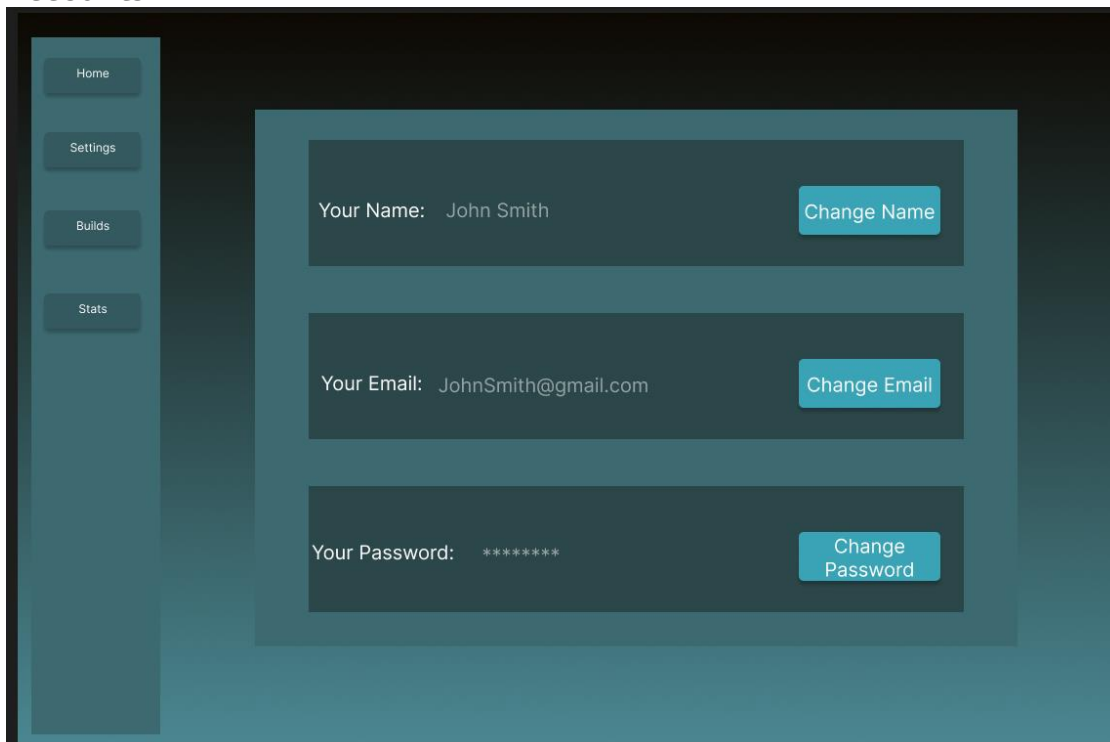 Home
Settings
Builds
Stats
Your Name: John Smith
Change Name
Your Email: JohnSmith@gmail.com
Change Email
Your Password: ********
Change
Password